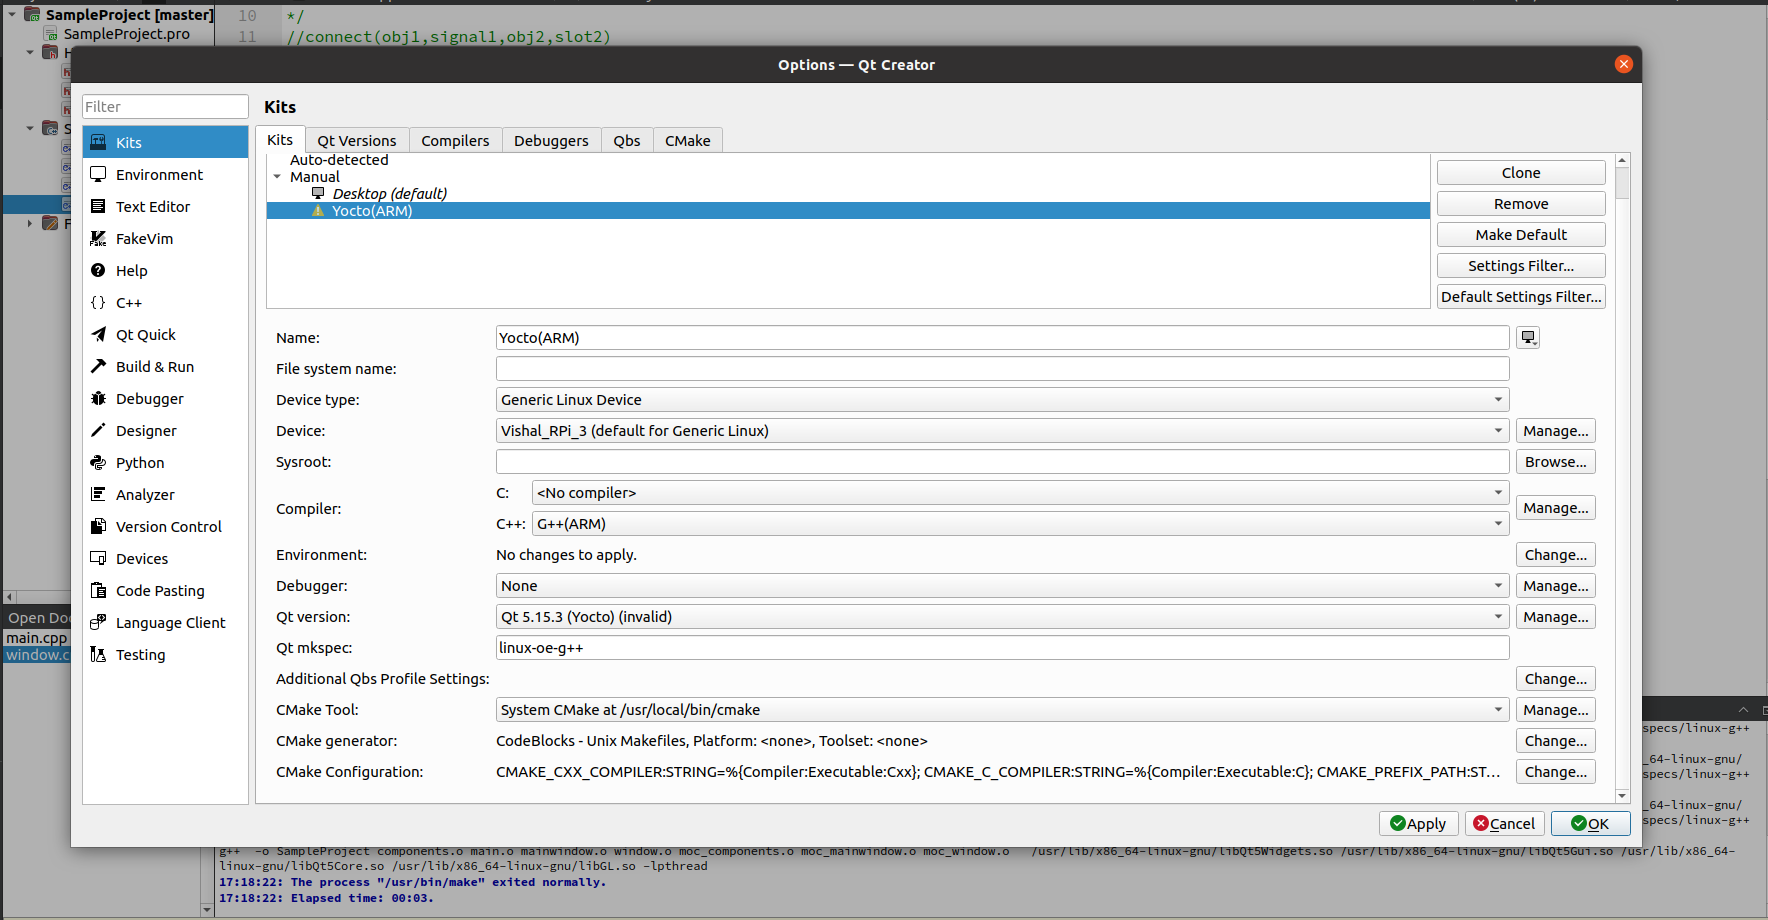 SampleProject [master]
SampleProject.pro
10 */
11 //connect(obj1,signal1,obj2,slot2)
Options — Qt Creator
Filter
Kits
Environment
Text Editor
FakeVim
Help
C++
Qt Quick
Build & Run
Debugger
Designer
Python
Analyzer
Version Control
Devices
Code Pasting
Language Client
Testing
Kits
Kits Qt Versions Compilers Debuggers Qbs CMake
Auto-detected
Manual
Desktop (default)
Yocto(ARM)
Clone
Remove
Make Default
Settings Filter...
Default Settings Filter...
Name: Yocto(ARM)
File system name:
Device type: Generic Linux Device
Device: Vishal_RPi_3 (default for Generic Linux) Manage...
Sysroot: Browse...
Compiler: C: <No compiler> Manage...
C++: G++(ARM)
Environment: No changes to apply. Change...
Debugger: None Manage...
Qt version: Qt 5.15.3 (Yocto) (invalid) Manage...
Qt mkspec: linux-oe-g++
Additional Qbs Profile Settings: Change...
CMake Tool: System CMake at /usr/local/bin/cmake Manage...
CMake generator: CodeBlocks - Unix Makefiles, Platform: <none>, Toolset: <none> Change...
CMake Configuration: CMAKE_CXX_COMPILER:STRING=%{Compiler:Executable:Cxx}; CMAKE_C_COMPILER:STRING=%{Compiler:Executable:C}; CMAKE_PREFIX_PATH:ST... Change...
Apply Cancel OK
Open Doc
main.cpp
window.c
specs/linux-g++
_64-linux-gnu/
specs/linux-g++
_64-linux-gnu/
specs/linux-g++
g++ -o SampleProject components.o main.o mainwindow.o window.o moc_components.o moc_mainwindow.o moc_window.o /usr/lib/x86_64-linux-gnu/libQt5Widgets.so /usr/lib/x86_64-linux-gnu/libQt5Gui.so /usr/lib/x86_64-
linux-gnu/libQt5Core.so /usr/lib/x86_64-linux-gnu/libGL.so -lpthread
17:18:22: The process "/usr/bin/make" exited normally.
17:18:22: Elapsed time: 00:03.